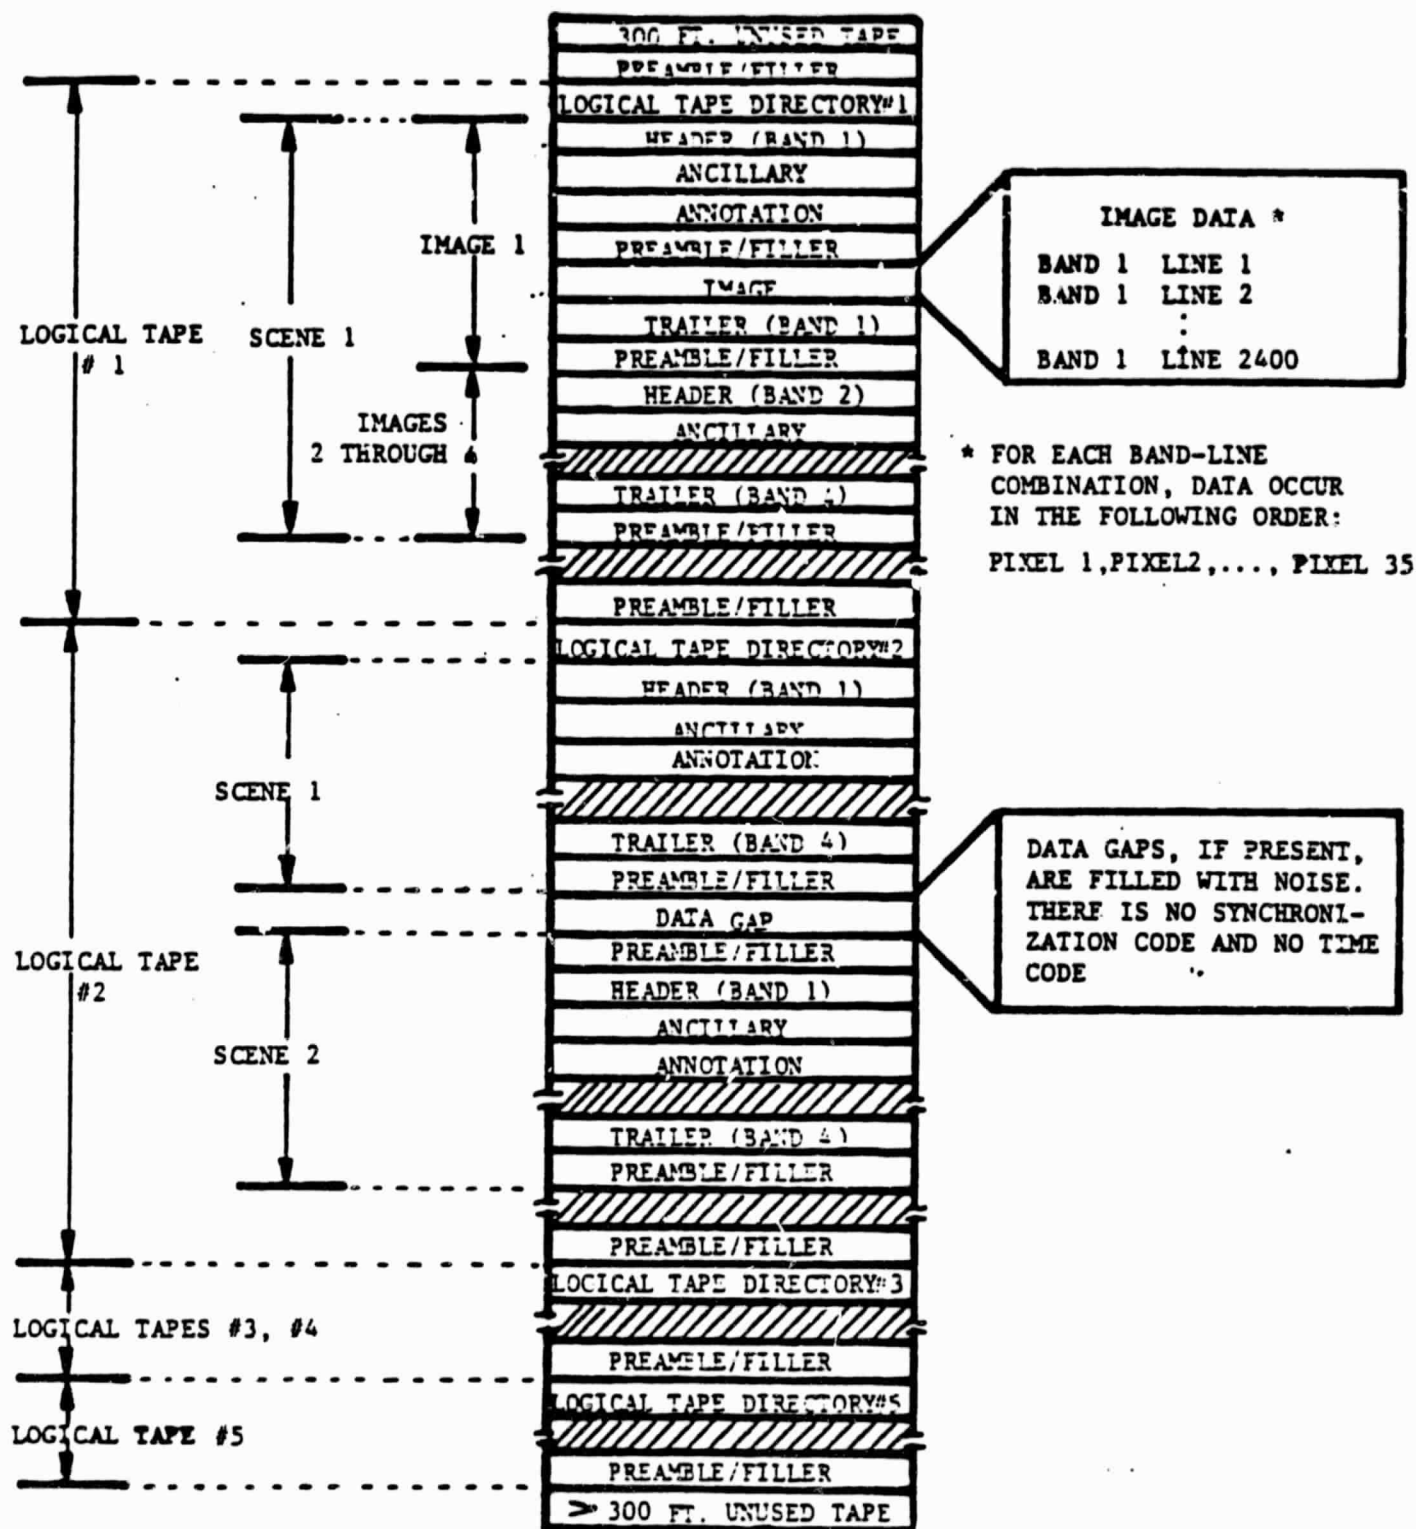 300 FT. UNUSED TAPE
PREAMBLE/FILLER
LOGICAL TAPE DIRECTORY#1
HEADER (BAND 1)
ANCILLARY
ANNOTATION
PREAMBLE/FILLER
IMAGE
TRAILER (BAND 1)
PREAMBLE/FILLER
HEADER (BAND 2)
ANCILLARY
TRAILER (BAND 4)
PREAMBLE/FILLER
PREAMBLE/FILLER
LOGICAL TAPE DIRECTORY#2
HEADER (BAND 1)
ANCILLARY
ANNOTATION
TRAILER (BAND 4)
PREAMBLE/FILLER
DATA GAP
PREAMBLE/FILLER
HEADER (BAND 1)
ANCILLARY
ANNOTATION
TRAILER (BAND 4)
PREAMBLE/FILLER
PREAMBLE/FILLER
LOGICAL TAPE DIRECTORY#3
PREAMBLE/FILLER
LOGICAL TAPE DIRECTORY#5
PREAMBLE/FILLER
> 300 FT. UNUSED TAPE
LOGICAL TAPE
# 1
SCENE 1
IMAGE 1
IMAGES
2 THROUGH 4
LOGICAL TAPE
#2
SCENE 1
SCENE 2
LOGICAL TAPES #3, #4
LOGICAL TAPE #5
IMAGE DATA *
BAND 1 LINE 1
BAND 1 LINE 2
:
BAND 1 LINE 2400
* FOR EACH BAND-LINE
COMBINATION, DATA OCCUR
IN THE FOLLOWING ORDER:
PIXEL 1,PIXEL2,..., PIXEL 35
DATA GAPS, IF PRESENT,
ARE FILLED WITH NOISE.
THERE IS NO SYNCHRONI-
ZATION CODE AND NO TIME
CODE